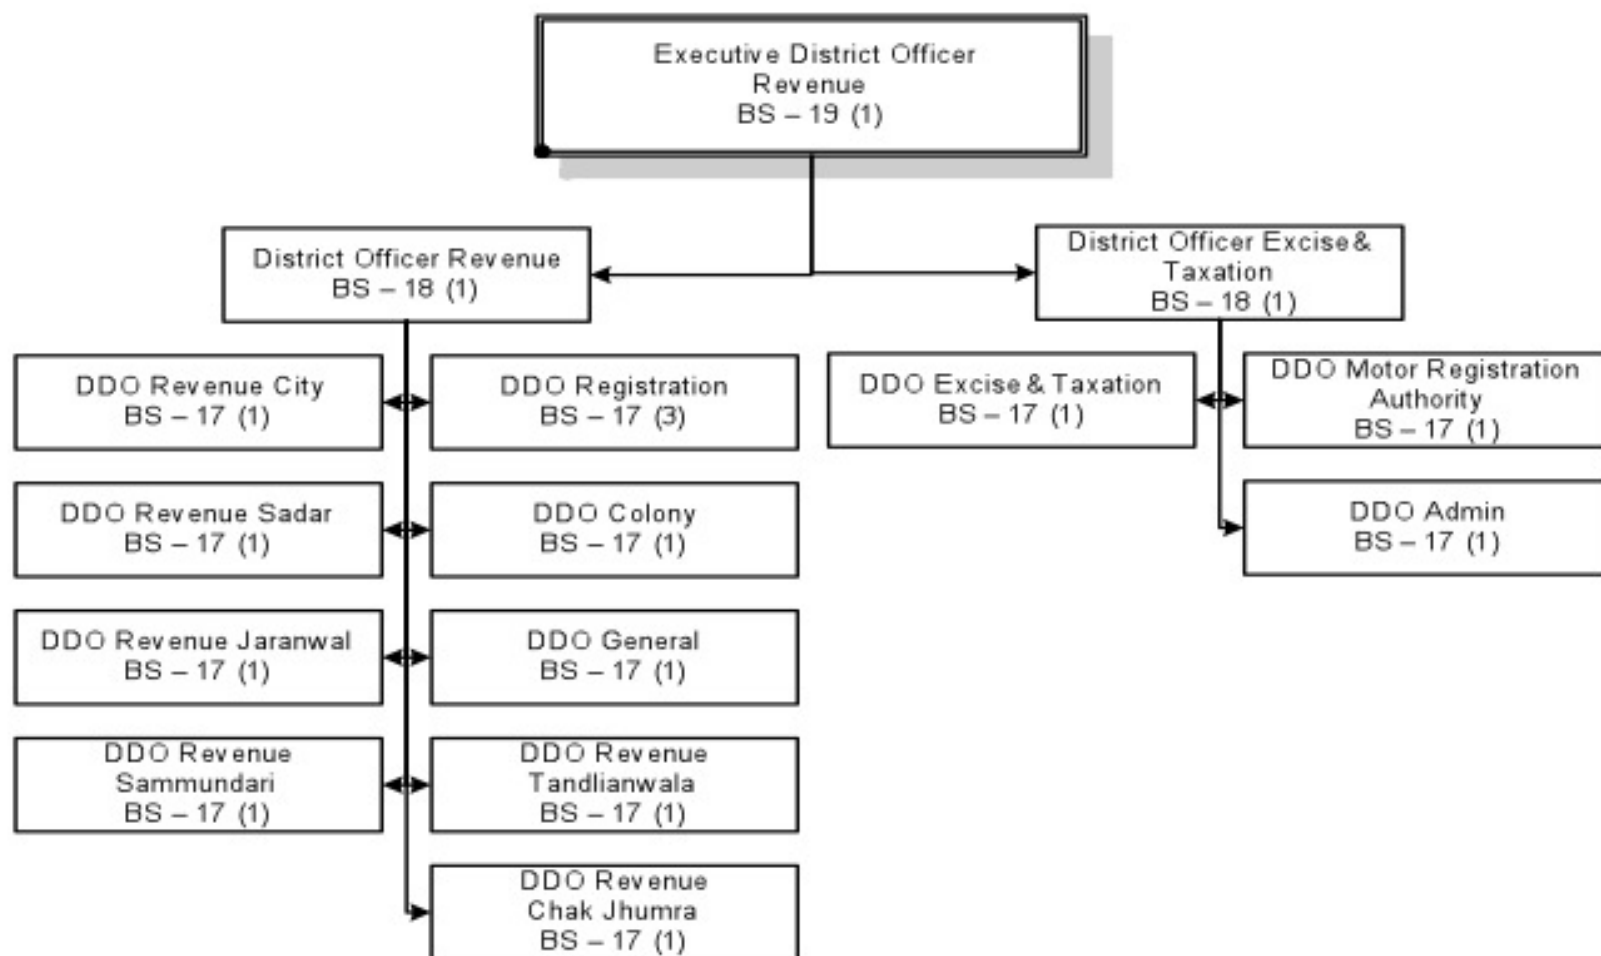 Executive District Officer
Revenue
BS – 19 (1)
District Officer Revenue
BS – 18 (1)
District Officer Excise &
Taxation
BS – 18 (1)
DDO Revenue City
BS – 17 (1)
DDO Registration
BS – 17 (3)
DDO Excise & Taxation
BS – 17 (1)
DDO Motor Registration
Authority
BS – 17 (1)
DDO Revenue Sadar
BS – 17 (1)
DDO Colony
BS – 17 (1)
DDO Admin
BS – 17 (1)
DDO Revenue Jaranwal
BS – 17 (1)
DDO General
BS – 17 (1)
DDO Revenue
Sammundari
BS – 17 (1)
DDO Revenue
Tandlianwala
BS – 17 (1)
DDO Revenue
Chak Jhumra
BS – 17 (1)